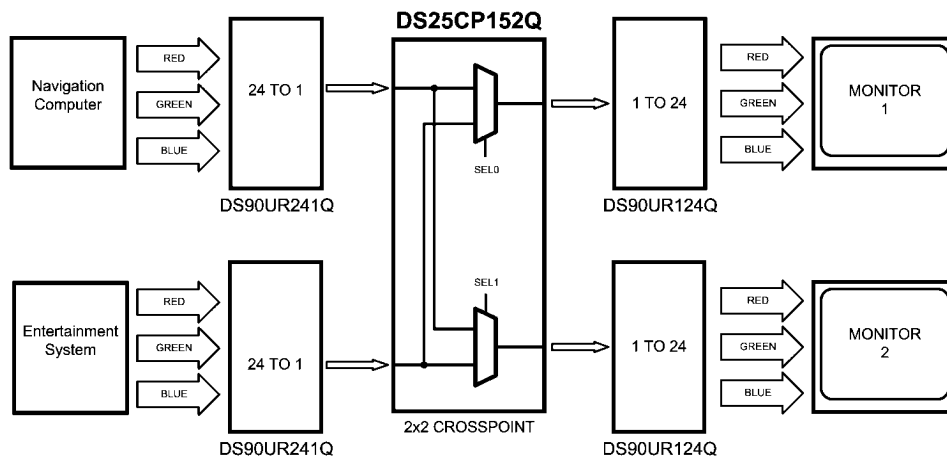 DS25CP152Q
Navigation
Computer
RED
GREEN
BLUE
24 TO 1
DS90UR241Q
SEL0
1 TO 24
DS90UR124Q
RED
GREEN
BLUE
MONITOR
1
Entertainment
System
RED
GREEN
BLUE
24 TO 1
DS90UR241Q
SEL1
2x2 CROSSPOINT
1 TO 24
DS90UR124Q
RED
GREEN
BLUE
MONITOR
2